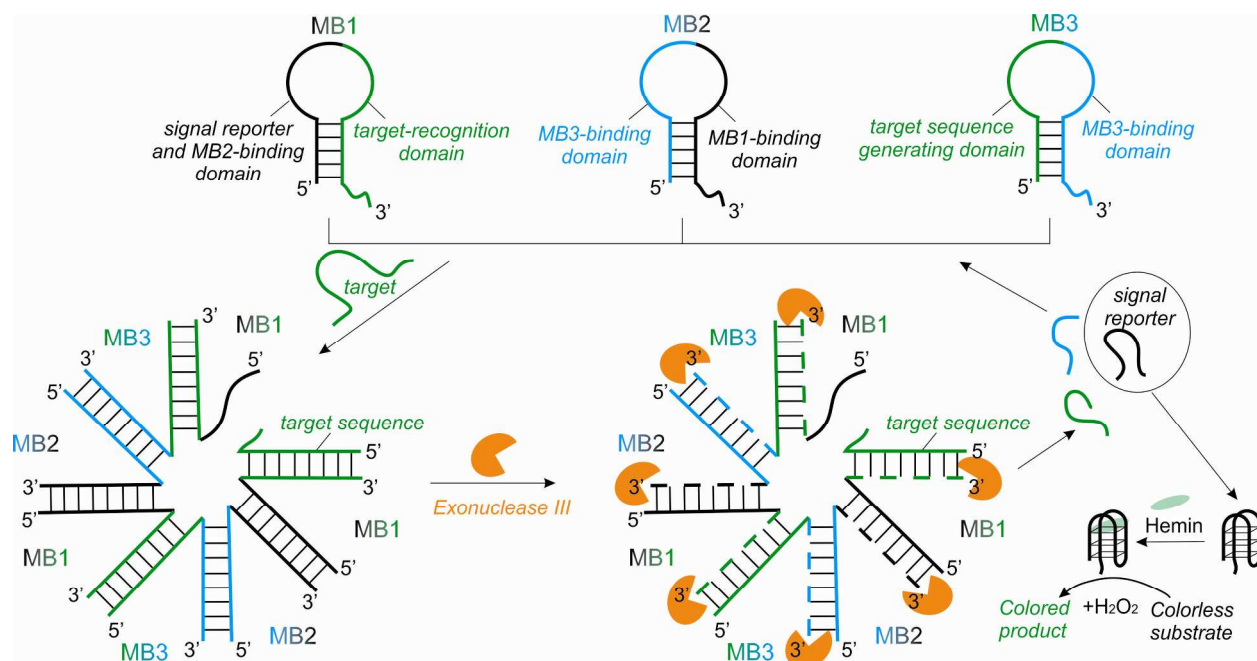 MB1
MB2
MB3
signal reporter
and MB2-binding
domain
target-recognition
domain
5’
3’
MB3-binding
domain
MB1-binding
domain
5’
3’
target sequence
generating domain
MB3-binding
domain
5’
3’
target
MB3
3’
MB1
5’
3’
5’
target sequence
MB2
5’
3’
3’
5’
MB1
MB1
5’
3’
3’
5’
MB3
3’
5’
MB2
Exonuclease III
3’
MB3
MB1
5’
3’
5’
target sequence
MB2
5’
3’
3’
5’
MB1
MB1
5’
3’
3’
5’
MB3
3’
5’
MB2
signal
reporter
Hemin
Colored
product
+H2O2
Colorless
substrate